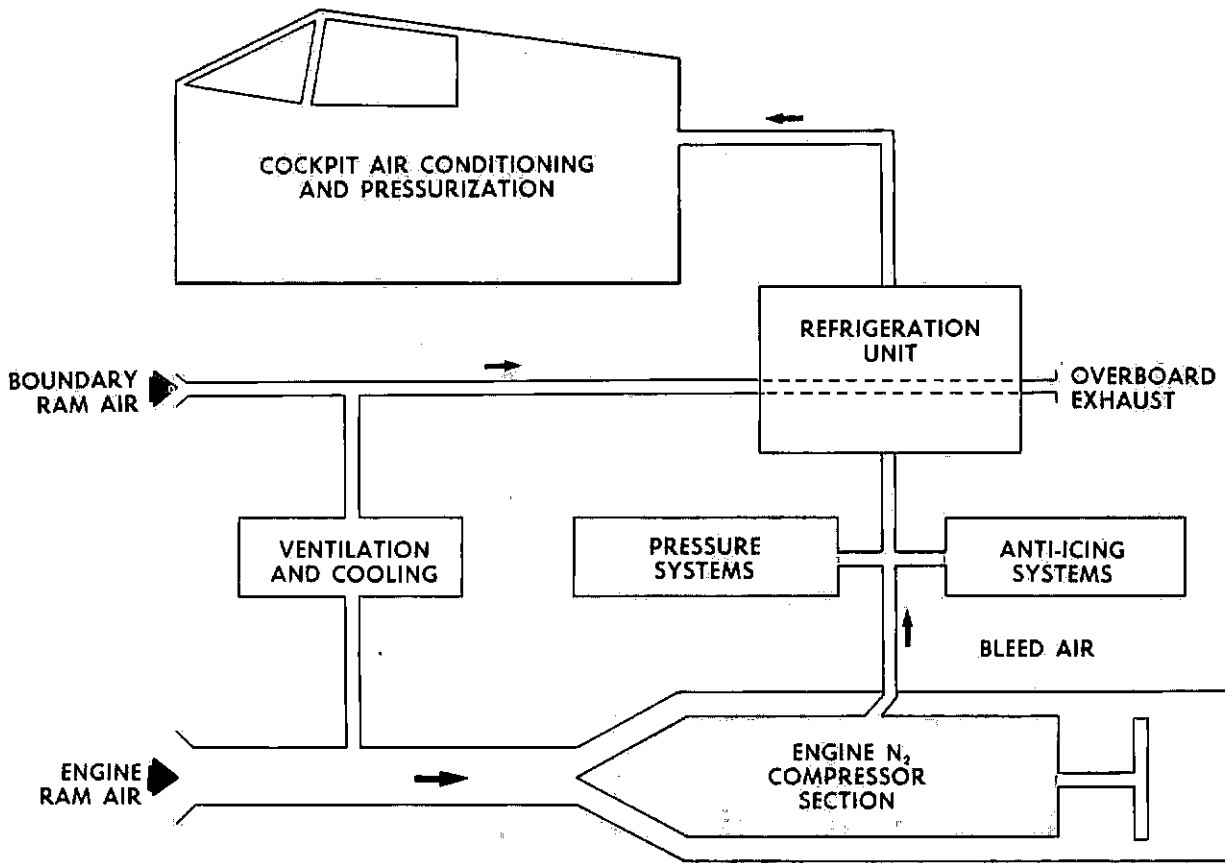 COCKPIT AIR CONDITIONING
AND PRESSURIZATION
REFRIGERATION
UNIT
BOUNDARY
RAM AIR
OVERBOARD
EXHAUST
VENTILATION
AND COOLING
PRESSURE
SYSTEMS
ANTI-ICING
SYSTEMS
BLEED AIR
ENGINE
RAM AIR
ENGINE N₂
COMPRESSOR
SECTION